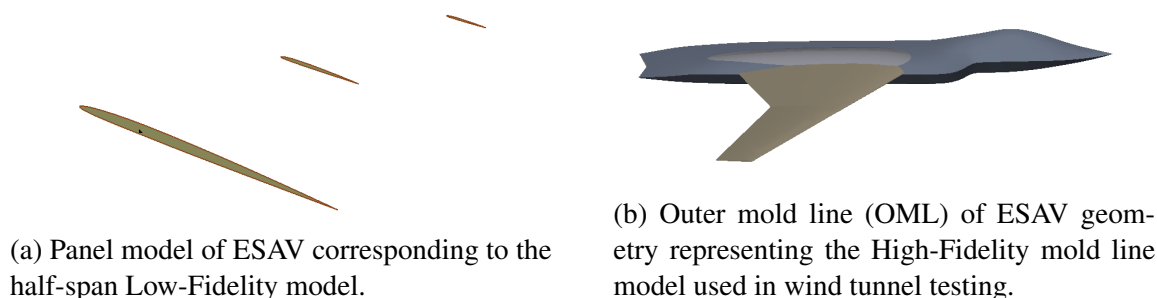 (a) Panel model of ESAV corresponding to the
half-span Low-Fidelity model.
(b) Outer mold line (OML) of ESAV geom-
etry representing the High-Fidelity mold line
model used in wind tunnel testing.